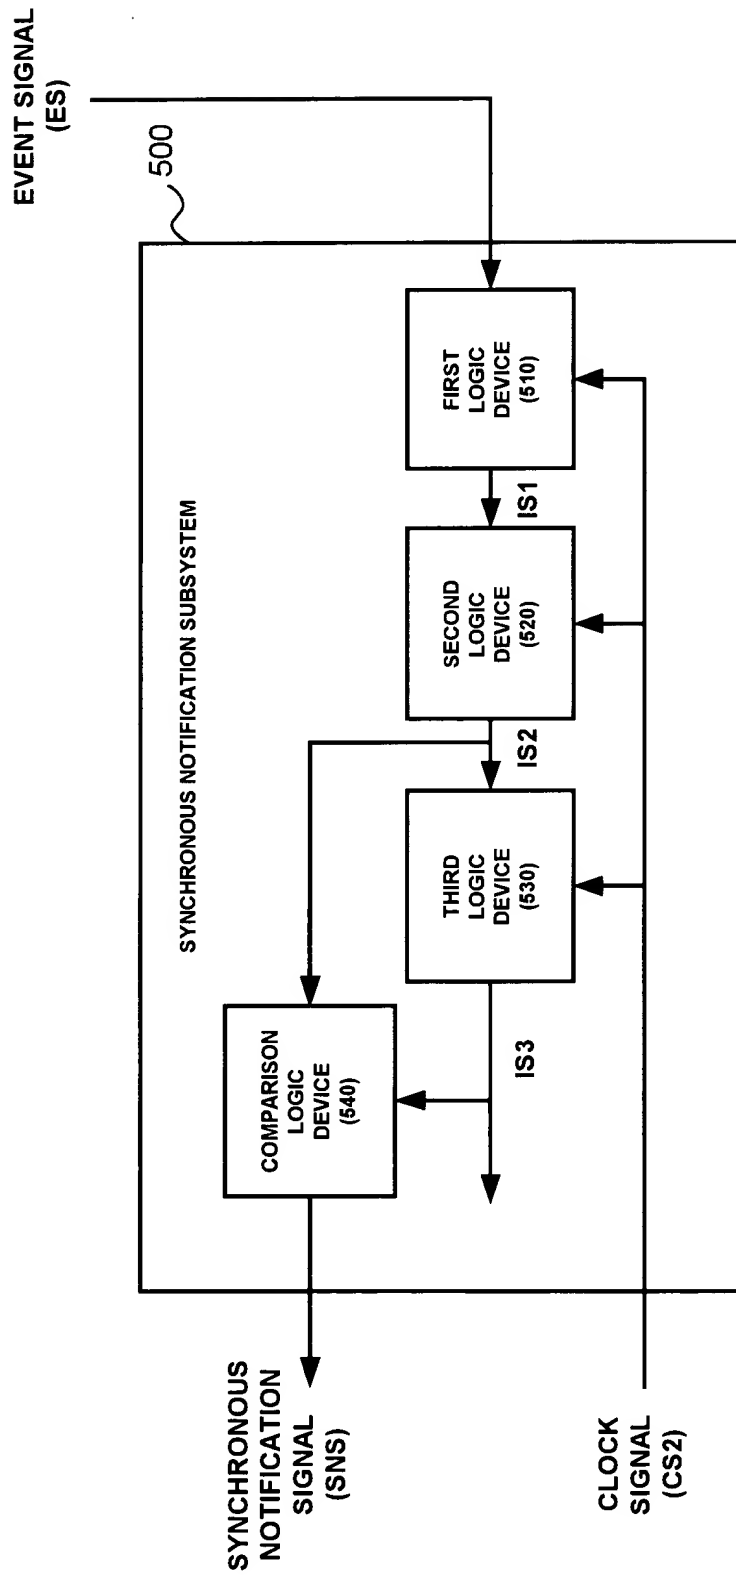 EVENT SIGNAL
(ES)
500
SYNCHRONOUS NOTIFICATION SUBSYSTEM
FIRST
LOGIC
DEVICE
(510)
IS1
SECOND
LOGIC
DEVICE
(520)
IS2
THIRD
LOGIC
DEVICE
(530)
IS3
COMPARISON
LOGIC
DEVICE
(540)
SYNCHRONOUS
NOTIFICATION
SIGNAL
(SNS)
CLOCK
SIGNAL
(CS2)